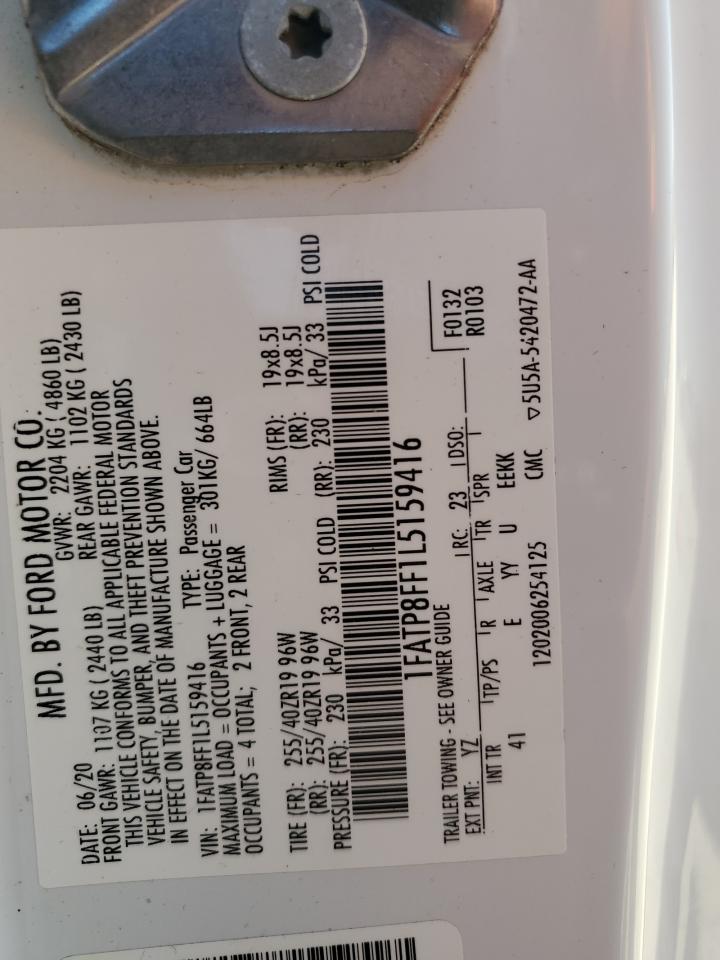 MFD. BY FORD MOTOR CO.
DATE: 06/20 GVWR: 2204 KG ( 4860 LB)
FRONT GAWR: 1107 KG ( 2440 LB) REAR GAWR: 1102 KG ( 2430 LB)
THIS VEHICLE CONFORMS TO ALL APPLICABLE FEDERAL MOTOR
VEHICLE SAFETY, BUMPER, AND THEFT PREVENTION STANDARDS
IN EFFECT ON THE DATE OF MANUFACTURE SHOWN ABOVE.
VIN: 1FATP8FF1L5159416 TYPE: Passenger Car
MAXIMUM LOAD = OCCUPANTS + LUGGAGE = 301KG/ 664LB
OCCUPANTS = 4 TOTAL; 2 FRONT, 2 REAR
TIRE (FR): 255/40ZR19 96W RIMS (FR): 19x8.5J
(RR): 255/40ZR19 96W (RR): 19x8.5J
PRESSURE (FR): 230 kPa/ 33 PSI COLD (RR): 230 kPa/ 33 PSI COLD
1FATP8FF1L5159416
TRAILER TOWING - SEE OWNER GUIDE
F0132
EXT PNT: YZ RC: 23 DSO: R0103
INT TR TP/PS R AXLE TR SPR
41 E YY U EEKK
1202006254125 CMC ▽5U5A-5420472-AA